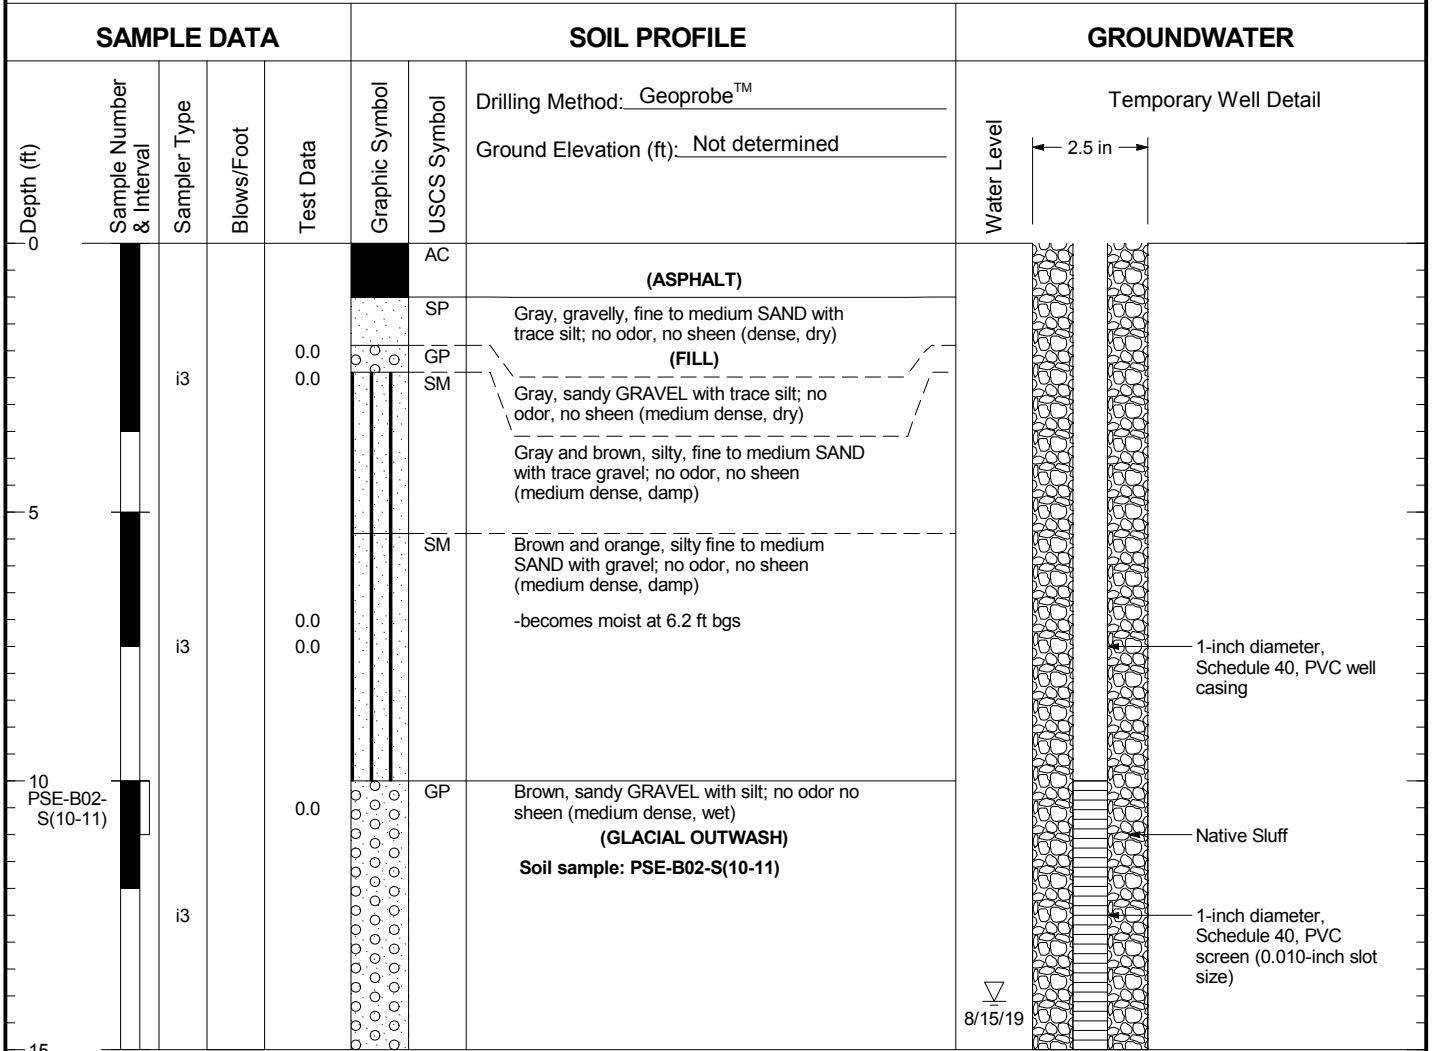 SAMPLE DATA
SOIL PROFILE
GROUNDWATER
Depth (ft)
Sample Number
& Interval
Sampler Type
Blows/Foot
Test Data
Graphic Symbol
USCS Symbol
Drilling Method: Geoprobe™
Ground Elevation (ft): Not determined
Temporary Well Detail
Water Level
2.5 in
0
AC
(ASPHALT)
SP
Gray, gravelly, fine to medium SAND with
trace silt; no odor, no sheen (dense, dry)
(FILL)
0.0
GP
0.0
i3
SM
Gray, sandy GRAVEL with trace silt; no
odor, no sheen (medium dense, dry)
Gray and brown, silty, fine to medium SAND
with trace gravel; no odor, no sheen
(medium dense, damp)
5
SM
Brown and orange, silty fine to medium
SAND with gravel; no odor, no sheen
(medium dense, damp)
-becomes moist at 6.2 ft bgs
0.0
0.0
i3
1-inch diameter,
Schedule 40, PVC well
casing
10
PSE-B02-
S(10-11)
0.0
GP
Brown, sandy GRAVEL with silt; no odor no
sheen (medium dense, wet)
(GLACIAL OUTWASH)
Soil sample: PSE-B02-S(10-11)
Native Sluff
i3
1-inch diameter,
Schedule 40, PVC
screen (0.010-inch slot
size)
8/15/19
15